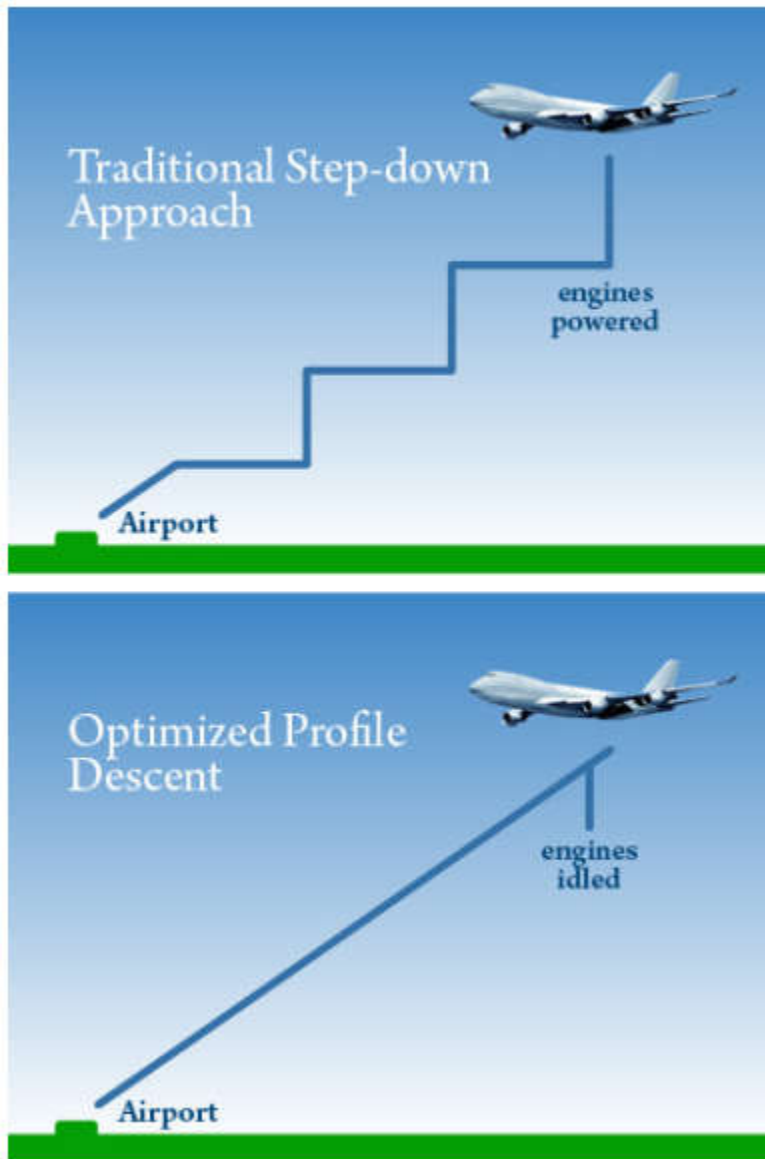 Traditional Step-down
Approach
engines
powered
Airport
Optimized Profile
Descent
engines
idled
Airport